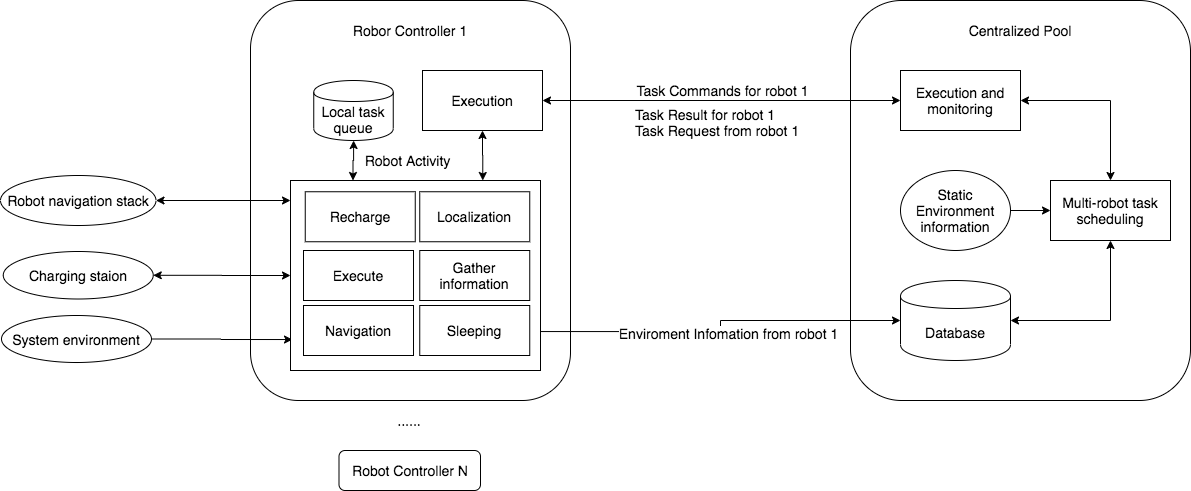 Robor Controller 1
Centralized Pool
Local task
queue
Execution
Task Commands for robot 1
Task Result for robot 1
Task Request from robot 1
Execution and
monitoring
Robot Activity
Robot navigation stack
Recharge
Localization
Static
Environment
information
Multi-robot task
scheduling
Charging staion
Execute
Gather
information
System environment
Navigation
Sleeping
Enviroment Infomation from robot 1
Database
......
Robot Controller N